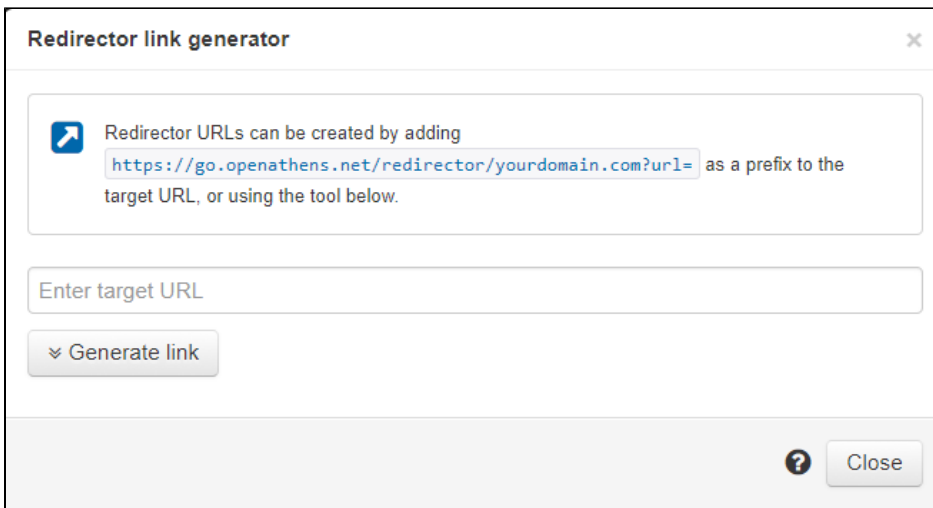 Redirector link generator
×
Redirector URLs can be created by adding
https://go.openathens.net/redirector/yourdomain.com?url= as a prefix to the
target URL, or using the tool below.
Enter target URL
Generate link
? Close